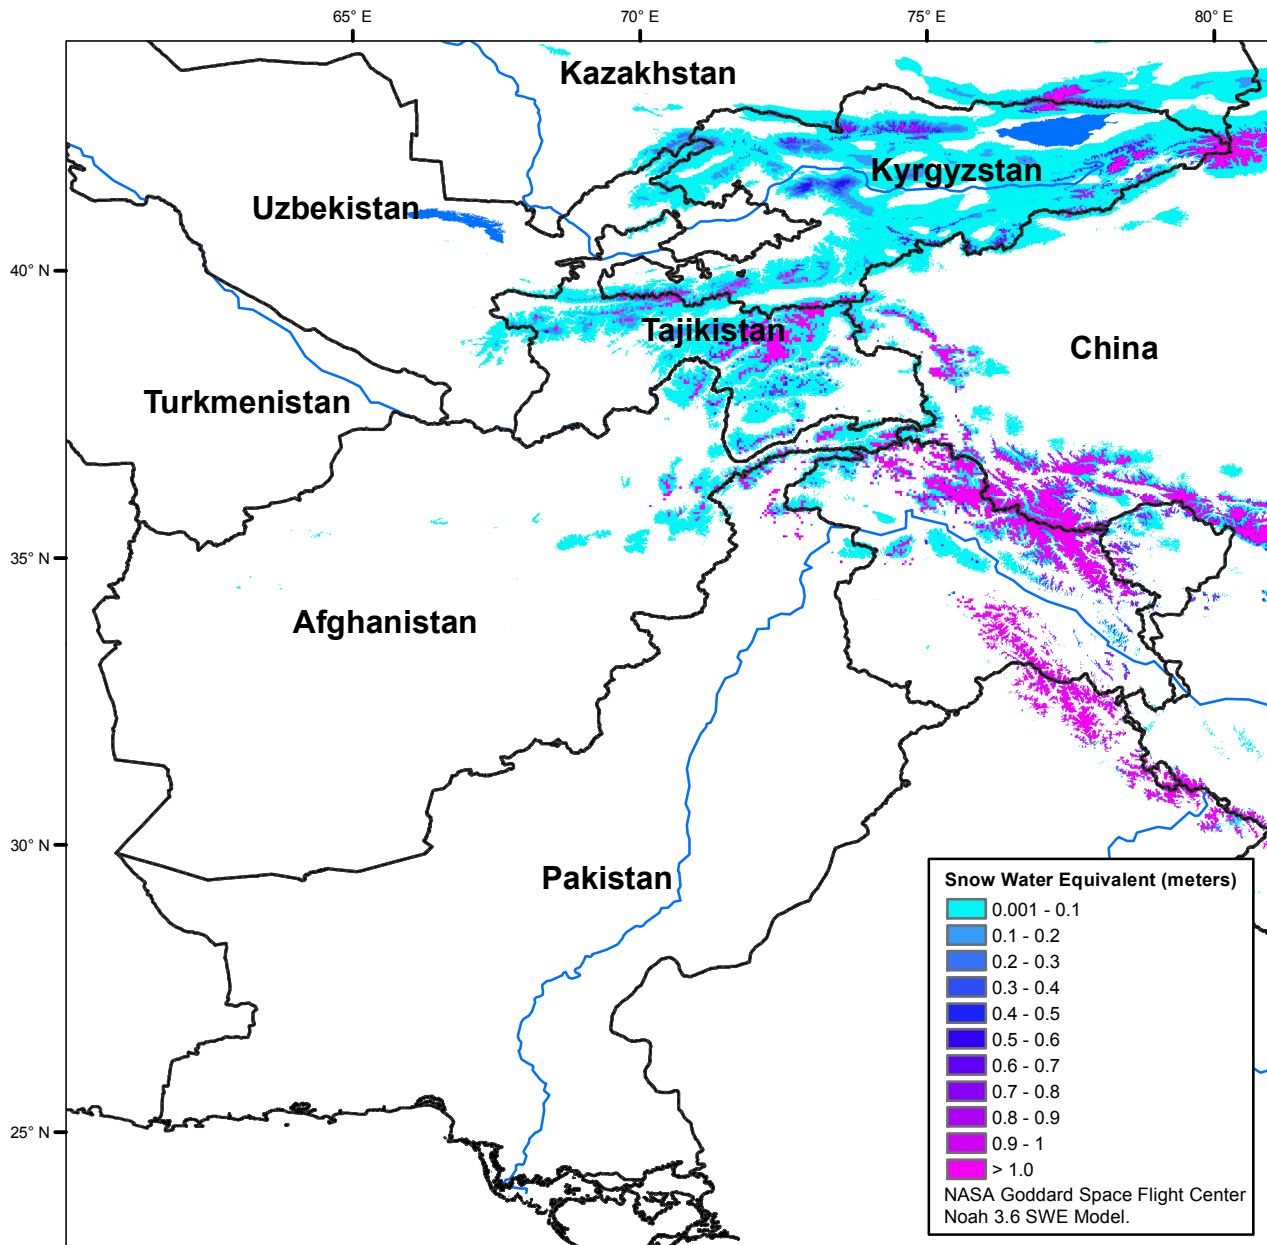 65° E
70° E
75° E
80° E
Kazakhstan
Kyrgyzstan
Uzbekistan
40° N
Tajikistan
China
Turkmenistan
35° N
Afghanistan
30° N
Pakistan
Snow Water Equivalent (meters)
0.001 - 0.1
0.1 - 0.2
0.2 - 0.3
0.3 - 0.4
0.4 - 0.5
0.5 - 0.6
0.6 - 0.7
0.7 - 0.8
0.8 - 0.9
0.9 - 1
> 1.0
NASA Goddard Space Flight Center
Noah 3.6 SWE Model.
25° N